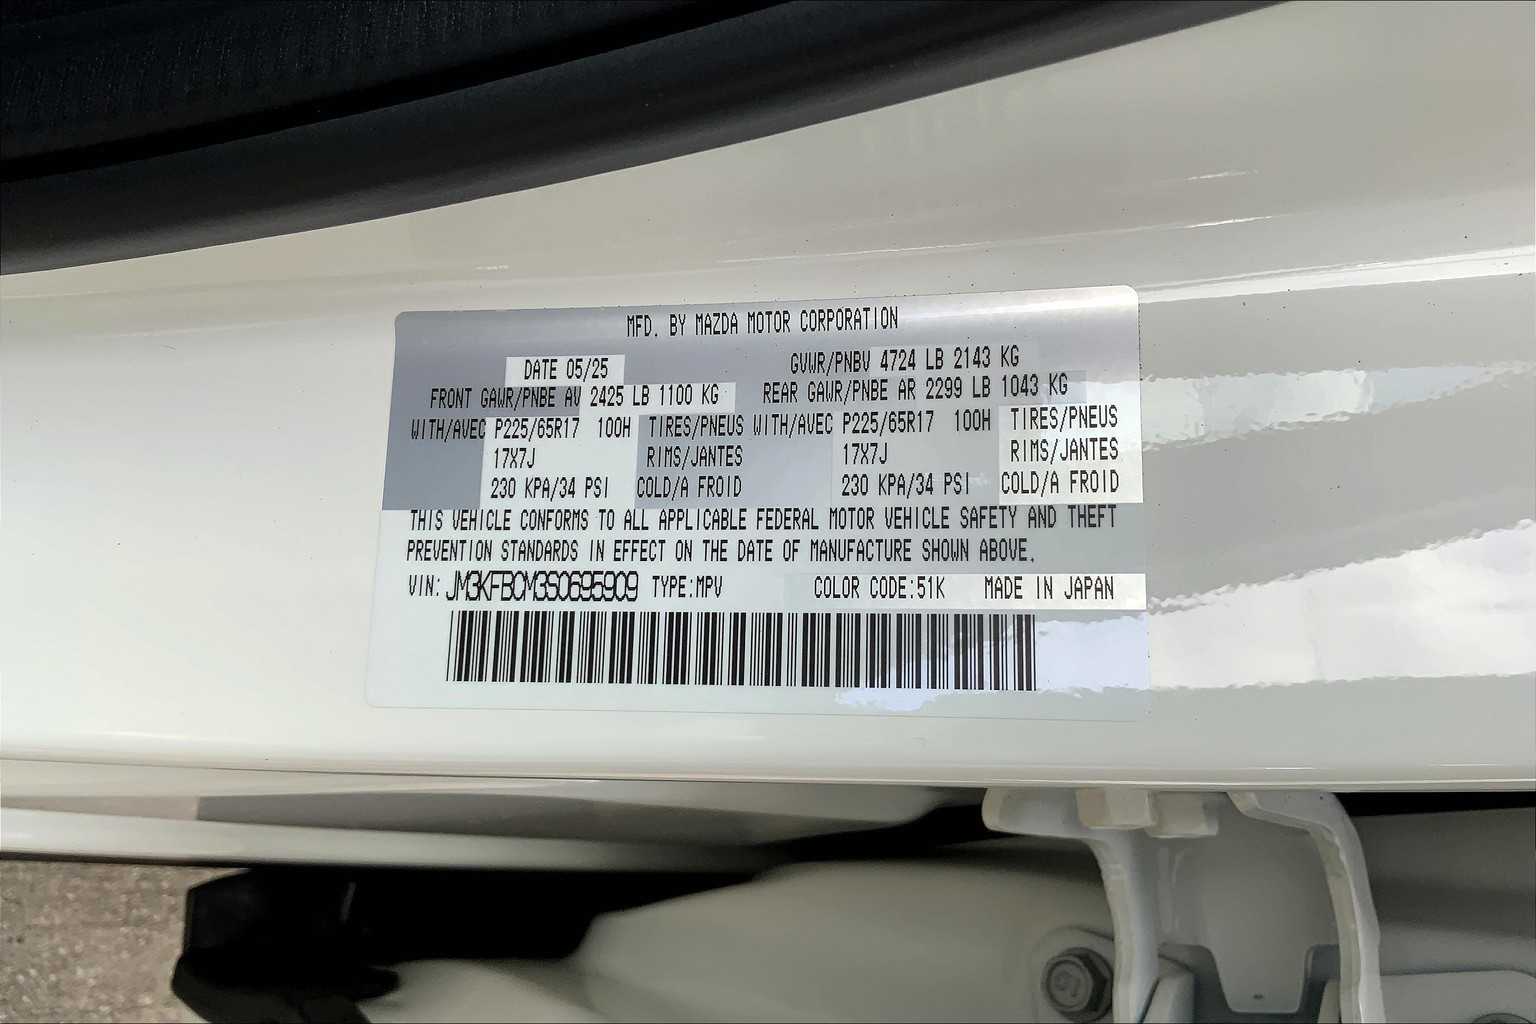 MFD. BY MAZDA MOTOR CORPORATION
DATE 05/25 GVWR/PNBV 4724 LB 2143 KG
FRONT GAWR/PNBE AV 2425 LB 1100 KG REAR GAWR/PNBE AR 2299 LB 1043 KG
WITH/AVEC P225/65R17 100H TIRES/PNEUS WITH/AVEC P225/65R17 100H TIRES/PNEUS
17X7J RIMS/JANTES 17X7J RIMS/JANTES
230 KPA/34 PSI COLD/A FROID 230 KPA/34 PSI COLD/A FROID
THIS VEHICLE CONFORMS TO ALL APPLICABLE FEDERAL MOTOR VEHICLE SAFETY AND THEFT
PREVENTION STANDARDS IN EFFECT ON THE DATE OF MANUFACTURE SHOWN ABOVE.
VIN: JM3KFBCM3S0695909 TYPE:MPV COLOR CODE:51K MADE IN JAPAN